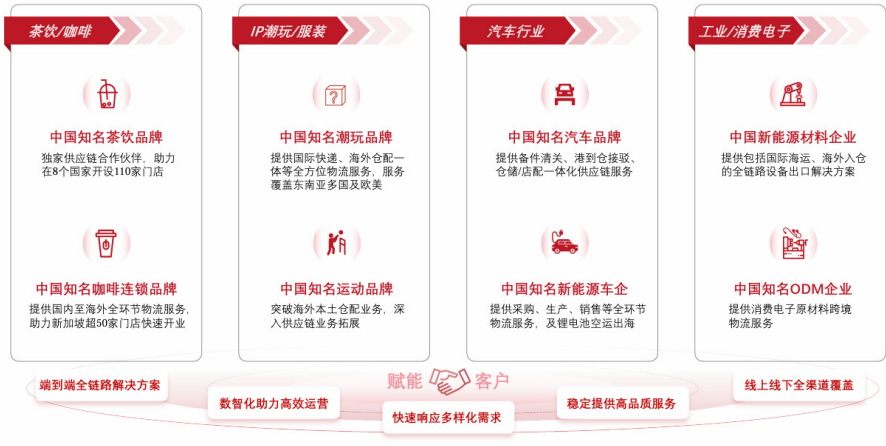 茶饮/咖啡
中国知名茶饮品牌
独家供应链合作伙伴，助力
在8个国家开设110家门店
中国知名咖啡连锁品牌
提供国内至海外全环节物流服务，
助力新加坡超50家门店快速开业
IP潮玩/服装
中国知名潮玩品牌
提供国际快递、海外仓配一
体等全方位物流服务，服务
覆盖东南亚多国及欧美
中国知名运动品牌
突破海外本土仓配业务，深
入供应链业务拓展
汽车行业
中国知名汽车品牌
提供备件清关、港到仓接驳、
仓储/店配一体化供应链服务
中国知名新能源车企
提供采购、生产、销售等全环节
物流服务，及锂电池空运出海
工业/消费电子
中国新能源材料企业
提供包括国际海运、海外入仓
的全链路设备出口解决方案
中国知名ODM企业
提供消费电子原材料跨境
物流服务
赋能 客户
端到端全链路解决方案
数智化助力高效运营
快速响应多样化需求
稳定提供高品质服务
线上线下全渠道覆盖